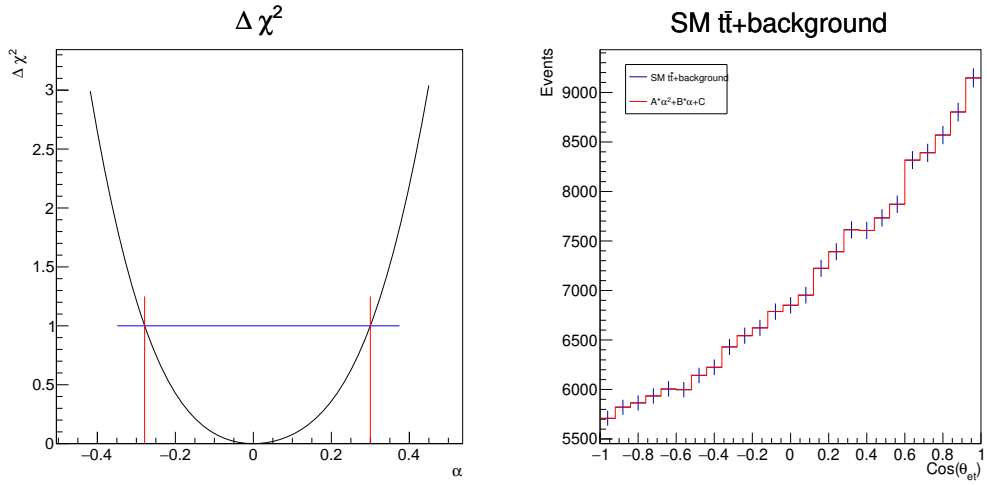 Δ χ²
Δ χ²
3
2.5
2
1.5
1
0.5
0
−0.4 −0.2 0 0.2 0.4
α
SM tt̄+background
Events
SM tt̄+background
A*α²+B*α+C
9000
8500
8000
7500
7000
6500
6000
5500
−1 −0.8 −0.6 −0.4 −0.2 0 0.2 0.4 0.6 0.8 1
Cos(θet)